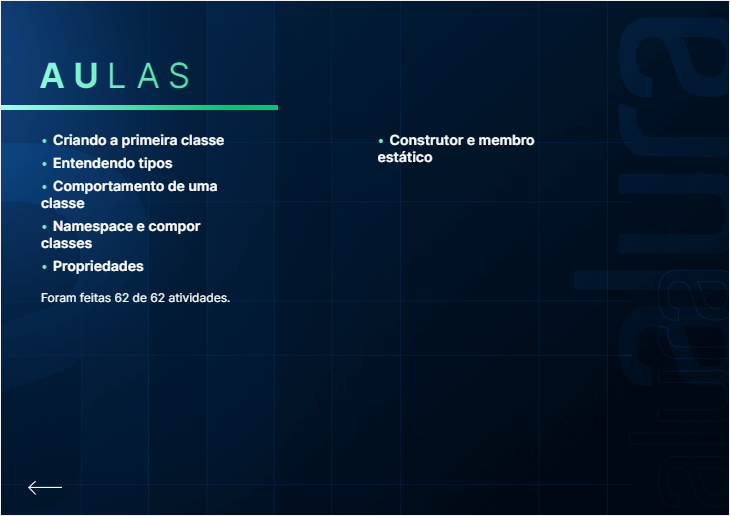 AULAS
• Criando a primeira classe
• Entendendo tipos
• Comportamento de uma
classe
• Namespace e compor
classes
• Propriedades
Foram feitas 62 de 62 atividades.
• Construtor e membro
estático
alura
alura